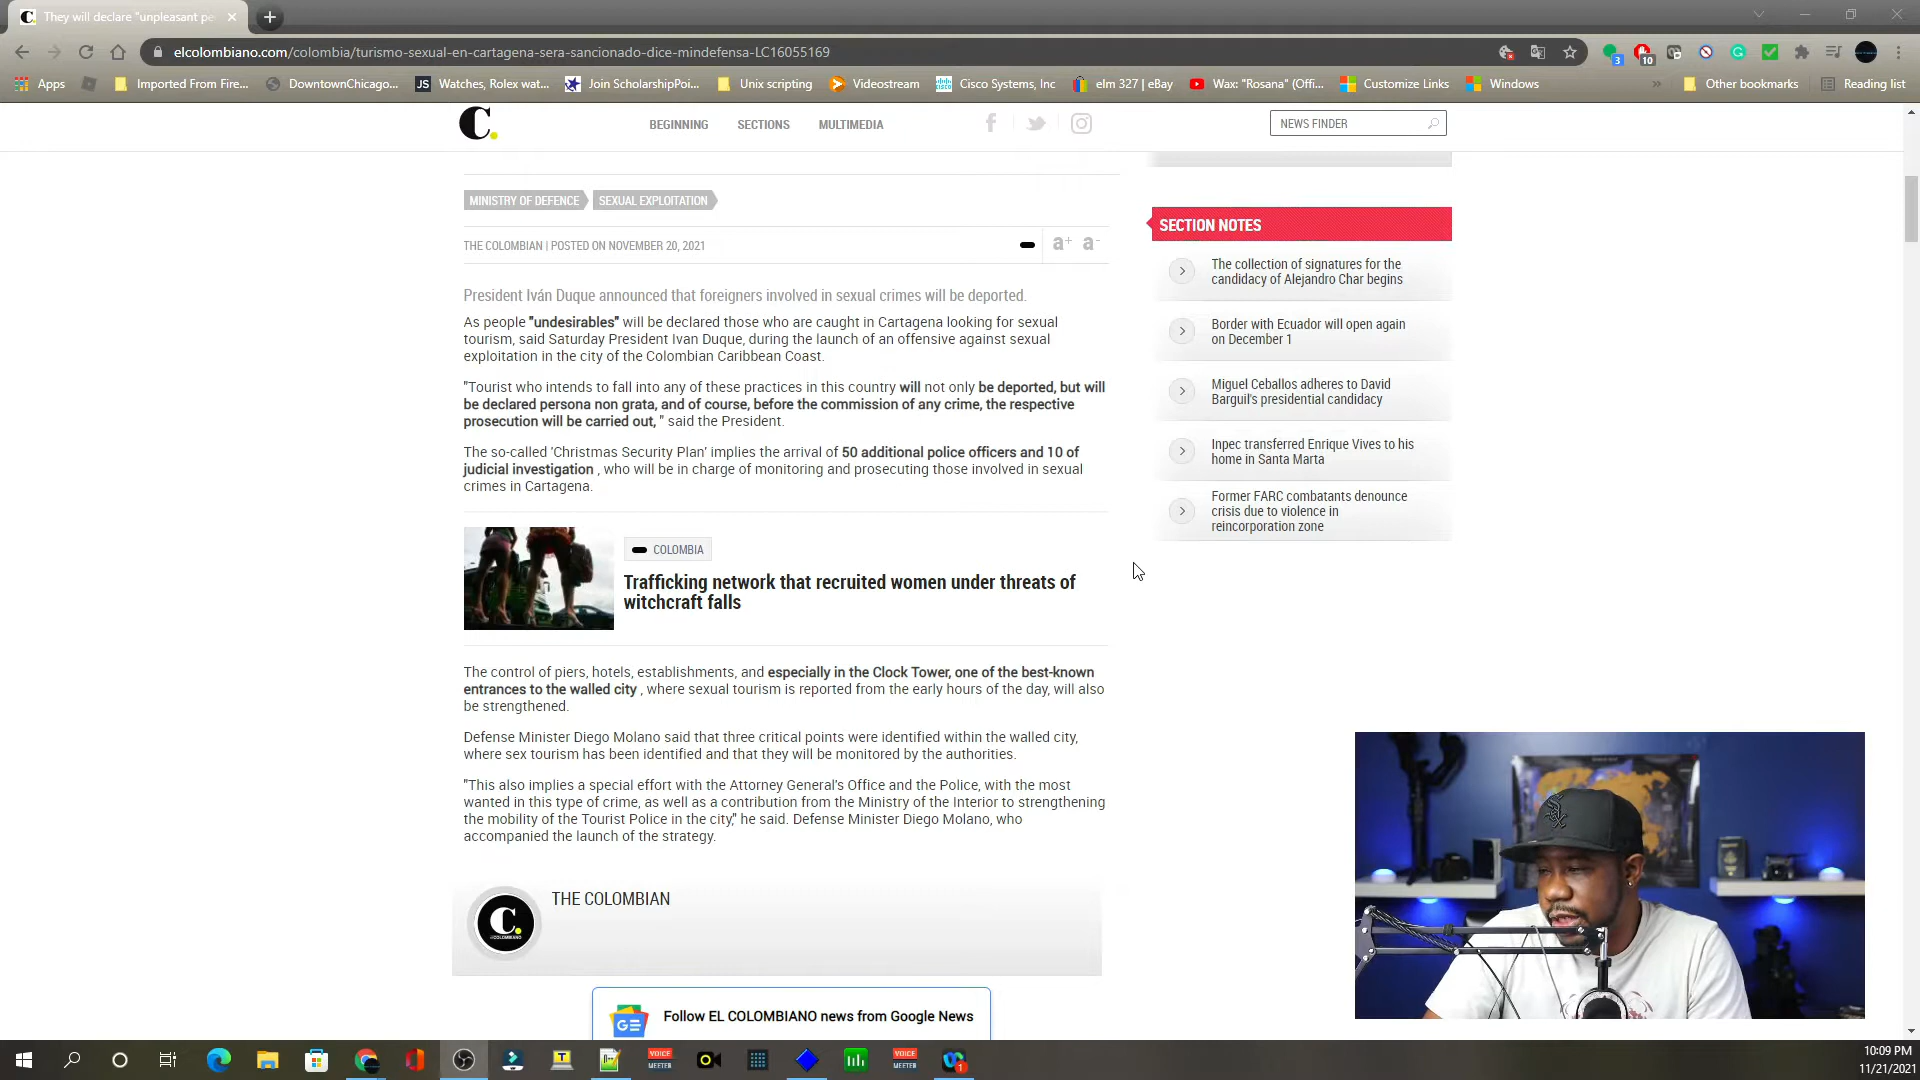 They will declare "unpleasant pe
elcolombiano.com/colombia/turismo-sexual-en-cartagena-sera-sancionado-dice-mindefensa-LC16055169
3
10
Apps
Imported From Fire...
DowntownChicago...
JS Watches, Rolex wat...
Join ScholarshipPoi...
Unix scripting
Videostream
Cisco Systems, Inc
elm 327 | eBay
Wax: "Rosana" (Offi...
Customize Links
Windows
Other bookmarks
Reading list
C.
BEGINNING
SECTIONS
MULTIMEDIA
NEWS FINDER
MINISTRY OF DEFENCE
SEXUAL EXPLOITATION
THE COLOMBIAN | POSTED ON NOVEMBER 20, 2021
a+ a-
President Iván Duque announced that foreigners involved in sexual crimes will be deported.
As people "undesirables" will be declared those who are caught in Cartagena looking for sexual
tourism, said Saturday President Ivan Duque, during the launch of an offensive against sexual
exploitation in the city of the Colombian Caribbean Coast.
"Tourist who intends to fall into any of these practices in this country will not only be deported, but will
be declared persona non grata, and of course, before the commission of any crime, the respective
prosecution will be carried out, " said the President.
The so-called 'Christmas Security Plan' implies the arrival of 50 additional police officers and 10 of
judicial investigation , who will be in charge of monitoring and prosecuting those involved in sexual
crimes in Cartagena.
COLOMBIA
Trafficking network that recruited women under threats of
witchcraft falls
The control of piers, hotels, establishments, and especially in the Clock Tower, one of the best-known
entrances to the walled city , where sexual tourism is reported from the early hours of the day, will also
be strengthened.
Defense Minister Diego Molano said that three critical points were identified within the walled city,
where sex tourism has been identified and that they will be monitored by the authorities.
"This also implies a special effort with the Attorney General's Office and the Police, with the most
wanted in this type of crime, as well as a contribution from the Ministry of the Interior to strengthening
the mobility of the Tourist Police in the city," he said. Defense Minister Diego Molano, who
accompanied the launch of the strategy.
C.
THE COLOMBIAN
Follow EL COLOMBIANO news from Google News
SECTION NOTES
The collection of signatures for the
candidacy of Alejandro Char begins
Border with Ecuador will open again
on December 1
Miguel Ceballos adheres to David
Barguil's presidential candidacy
Inpec transferred Enrique Vives to his
home in Santa Marta
Former FARC combatants denounce
crisis due to violence in
reincorporation zone
VOICE
MEETER
VOICE
MEETER
1
10:09 PM
11/21/2021